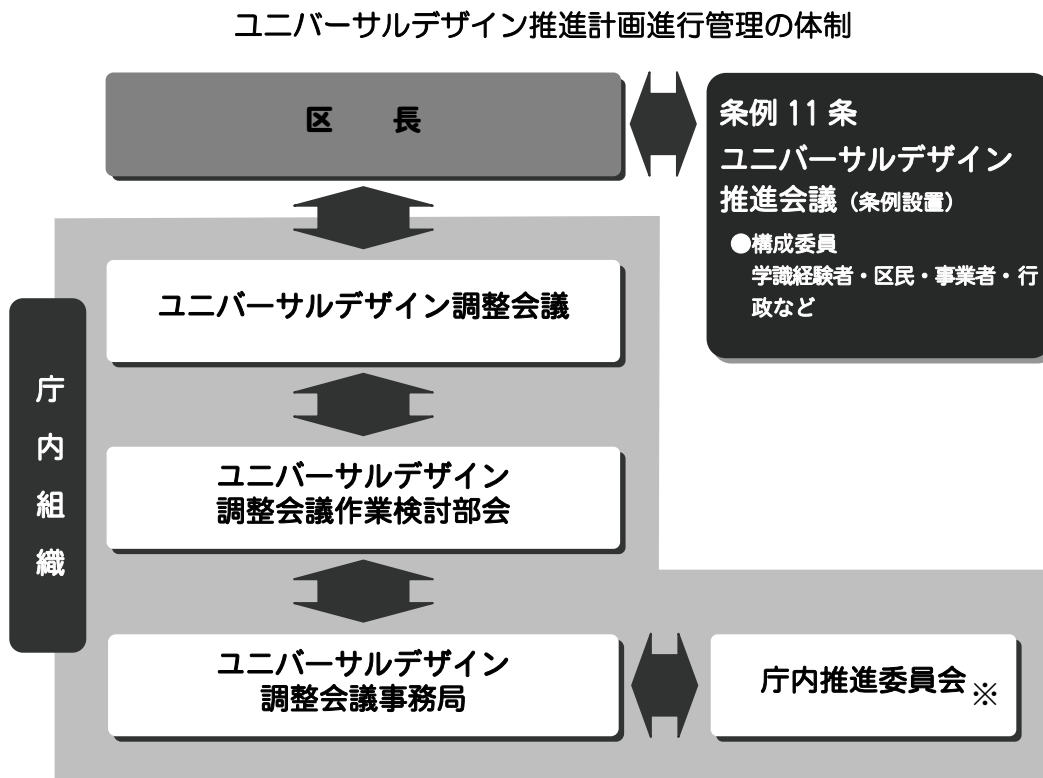 ユニバーサルデザイン推進計画進行管理の体制
区　長
条例 11 条
ユニバーサルデザイン
推進会議（条例設置）
●構成委員
学識経験者・区民・事業者・行
政など
庁内組織
ユニバーサルデザイン調整会議
ユニバーサルデザイン
調整会議作業検討部会
ユニバーサルデザイン
調整会議事務局
庁内推進委員会※